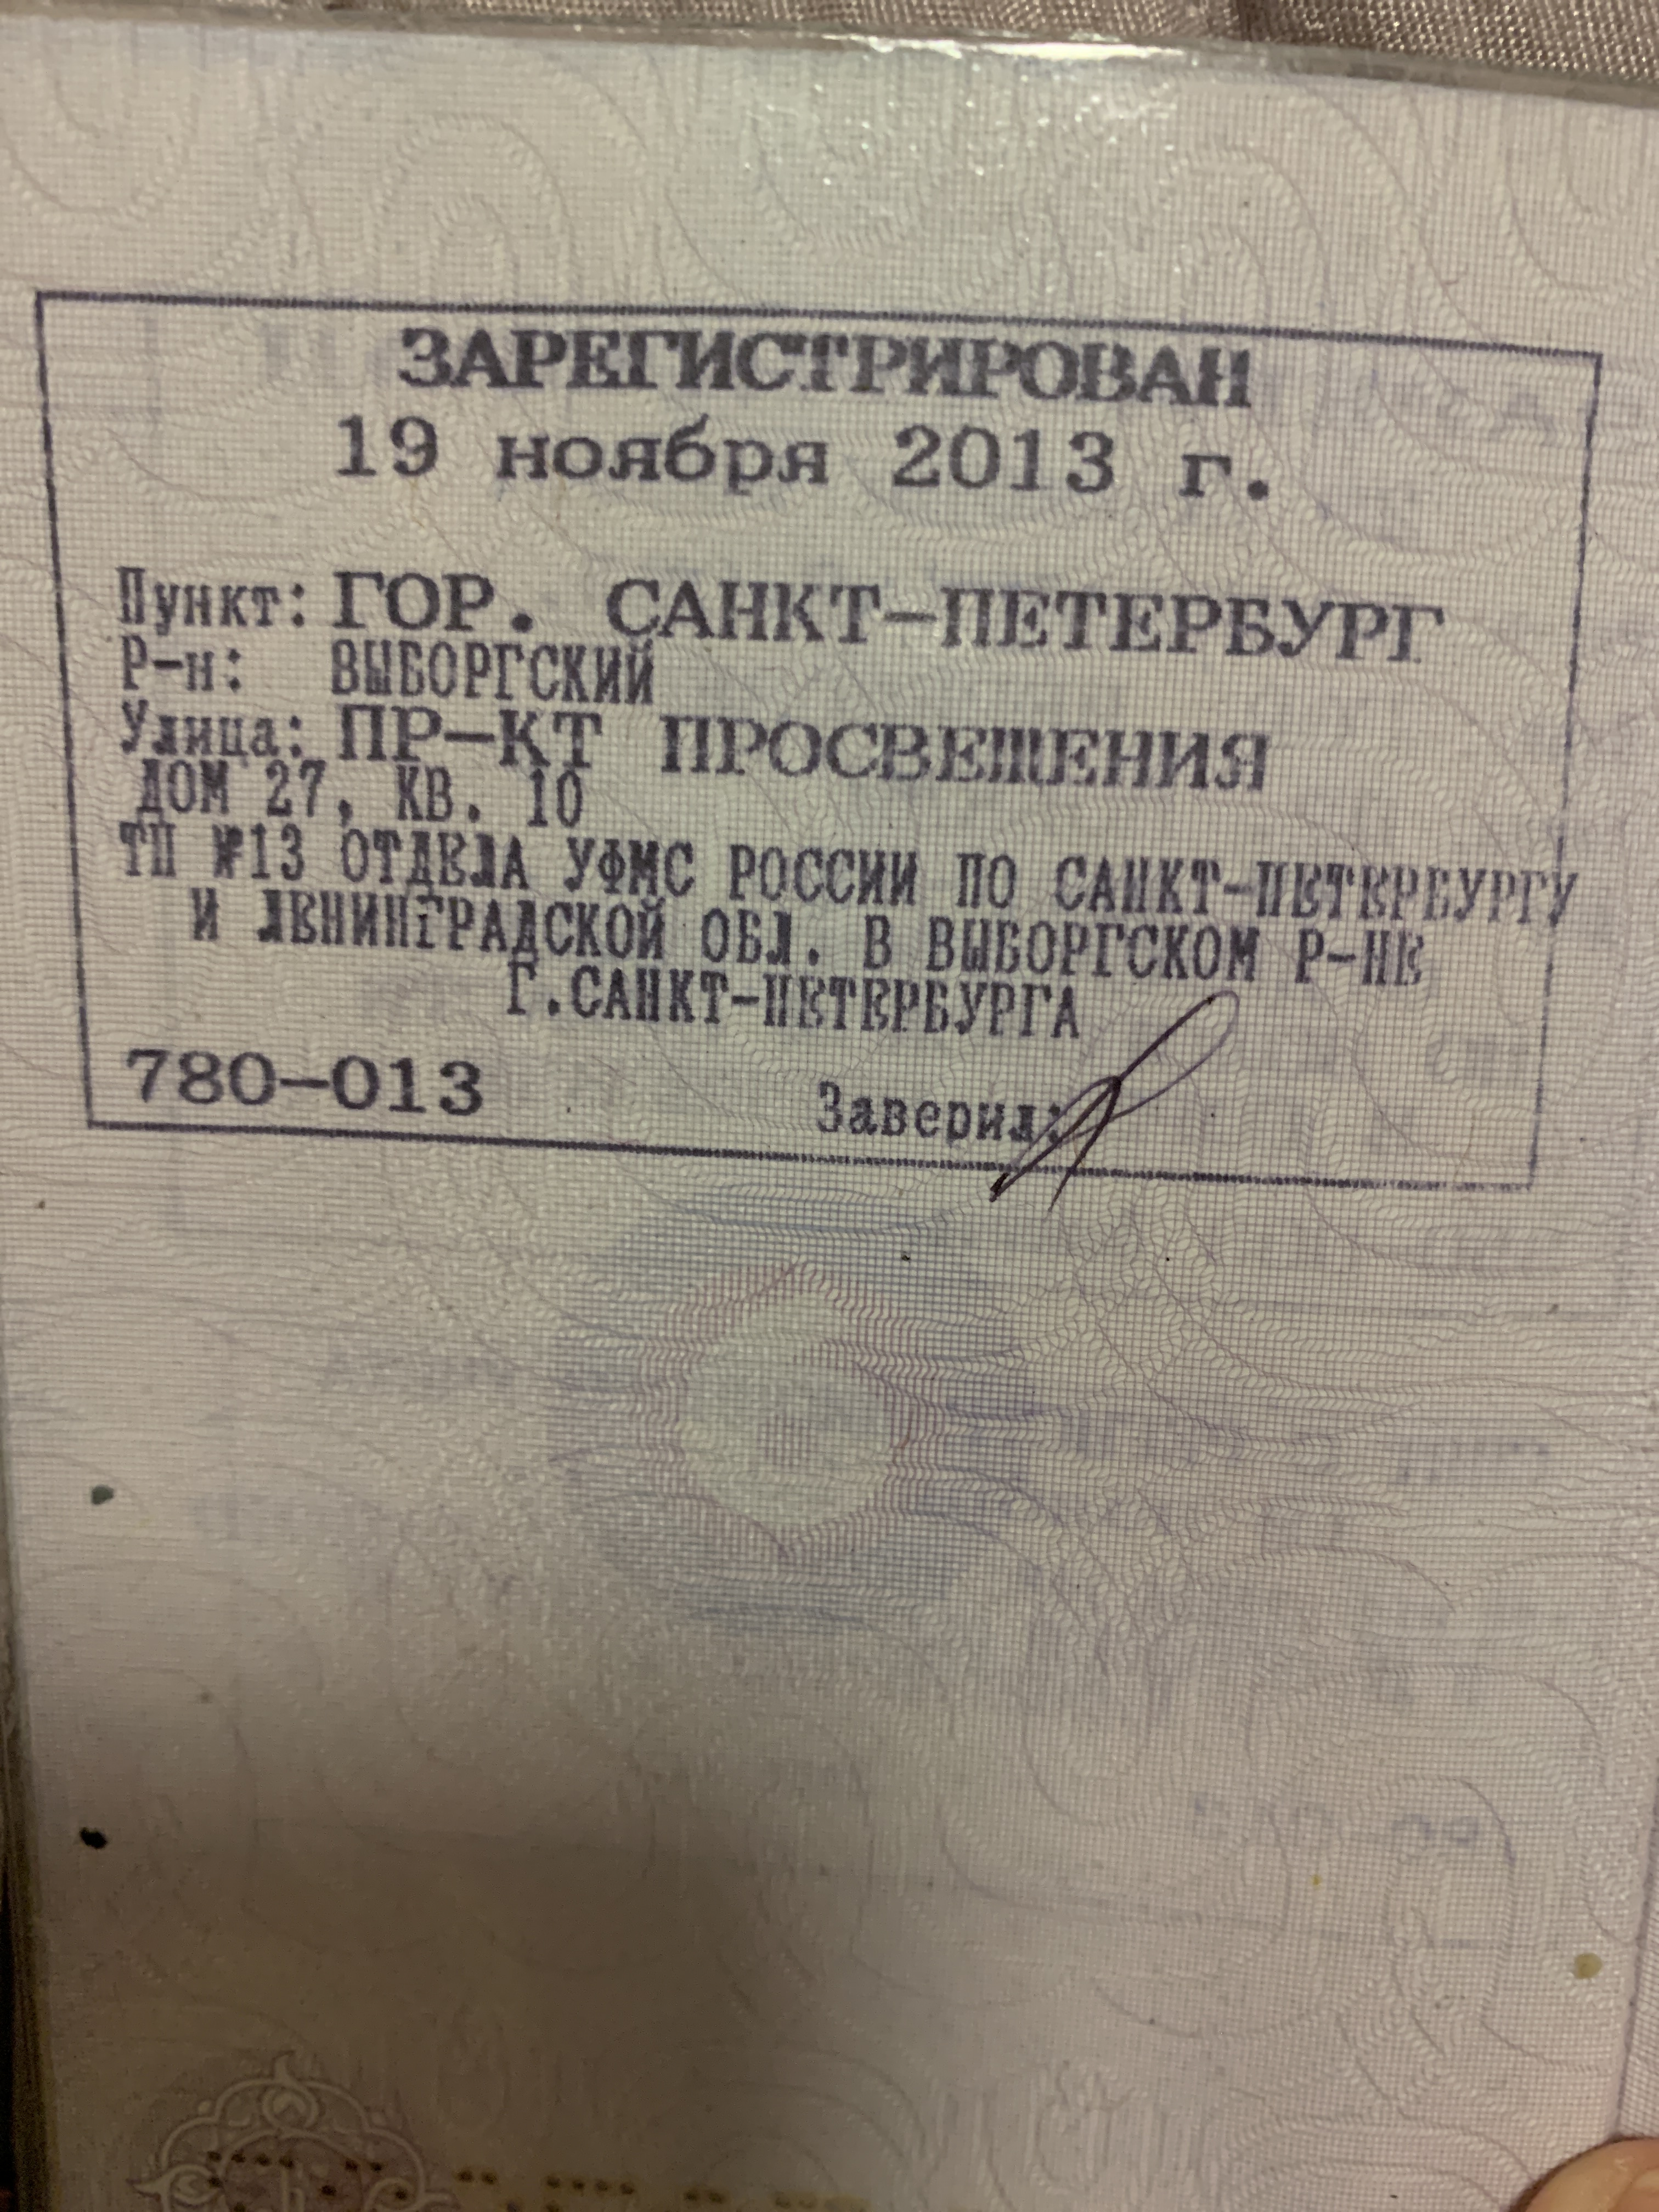 ЗАРЕГИСТРИРОВАН
19 ноября 2013 г.
Пункт: ГОР. САНКТ-ПЕТЕРБУРГ
Р-н: ВЫБОРГСКИЙ
Улица: ПР-КТ ПРОСВЕЩЕНИЯ
ДОМ 27, КВ. 10
ТП №13 ОТДЕЛА УФМС РОССИИ ПО САНКТ-ПЕТЕРБУРГУ
И ЛЕНИНГРАДСКОЙ ОБЛ. В ВЫБОРГСКОМ Р-НЕ
Г.САНКТ-ПЕТЕРБУРГА
780-013 Заверил: